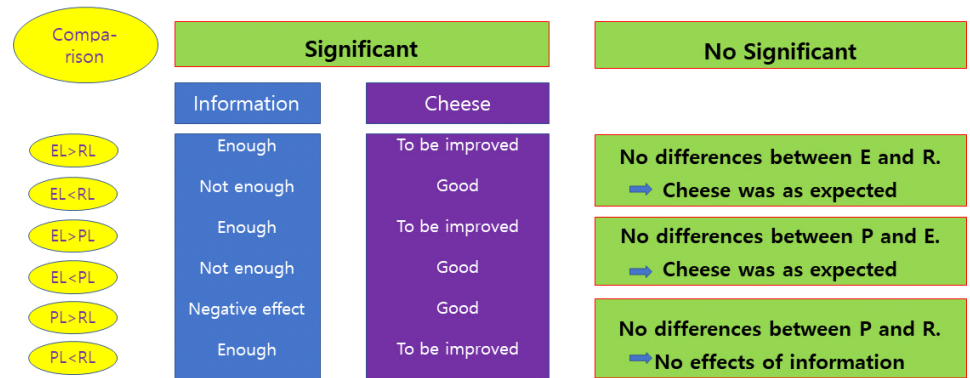 Compa-
rison
Significant
No Significant
Information
Cheese
EL>RL
Enough
To be improved
EL<RL
Not enough
Good
EL>PL
Enough
To be improved
EL<PL
Not enough
Good
PL>RL
Negative effect
Good
PL<RL
Enough
To be improved
No differences between E and R.
Cheese was as expected
No differences between P and E.
Cheese was as expected
No differences between P and R.
No effects of information